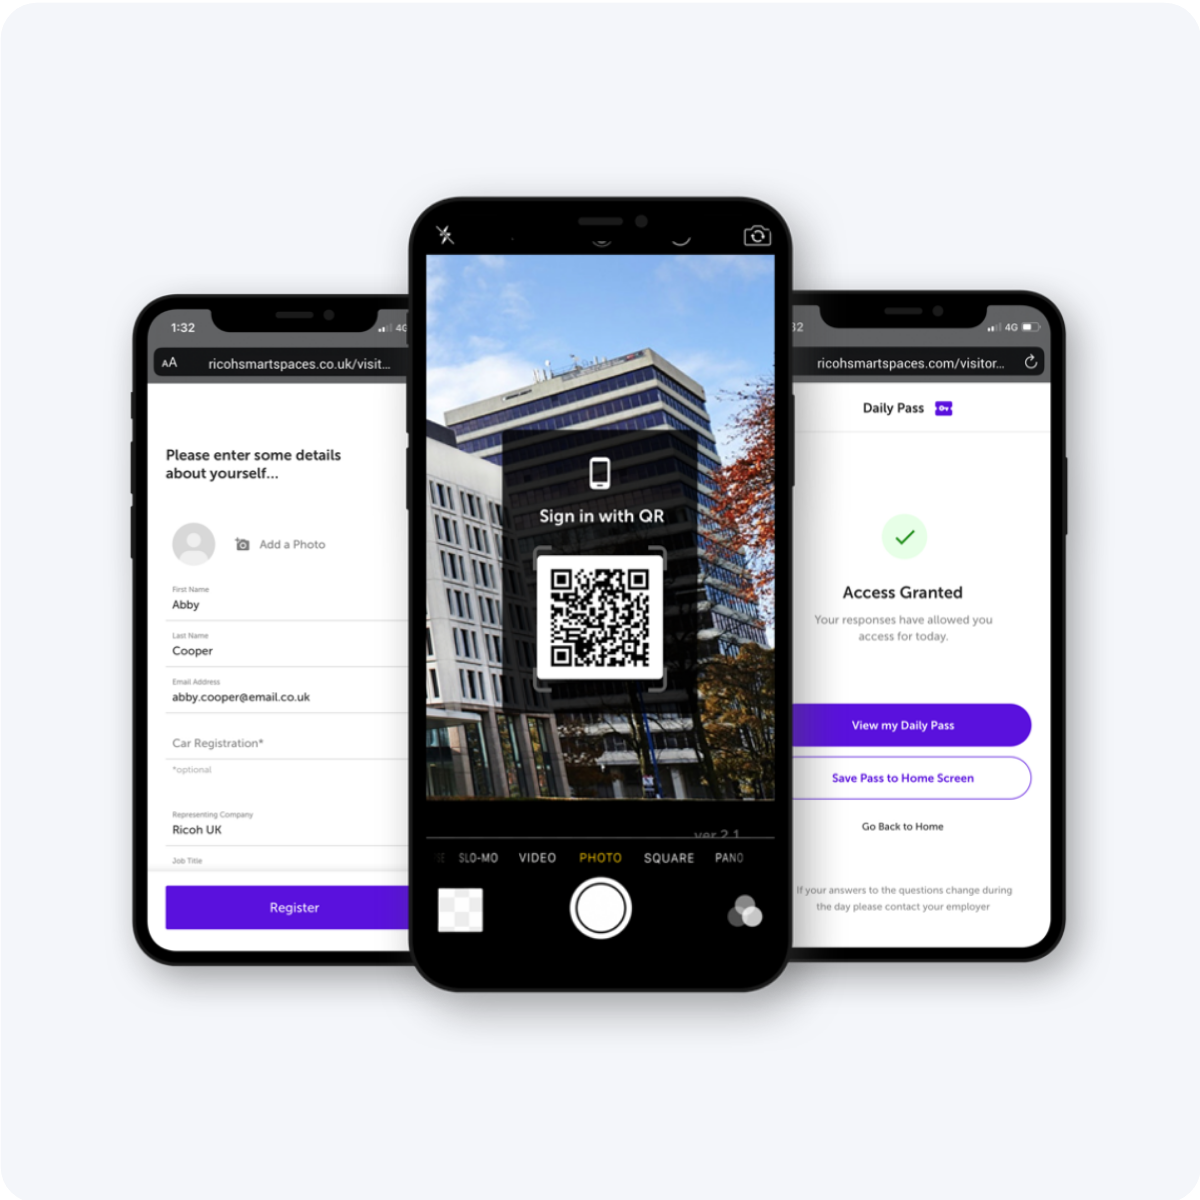 1:32
4G
AA
ricohsmartspaces.co.uk/visit...
Please enter some details
about yourself...
Add a Photo
First Name
Abby
Last Name
Cooper
Email Address
abby.cooper@email.co.uk
Car Registration*
*optional
Representing Company
Ricoh UK
Job Title
Register
Sign in with QR
ver 2.1
SLO-MO
VIDEO
PHOTO
SQUARE
PANO
32
4G
ricohsmartspaces.com/visitor...
Daily Pass
Access Granted
Your responses have allowed you
access for today.
View my Daily Pass
Save Pass to Home Screen
Go Back to Home
If your answers to the questions change during
the day please contact your employer